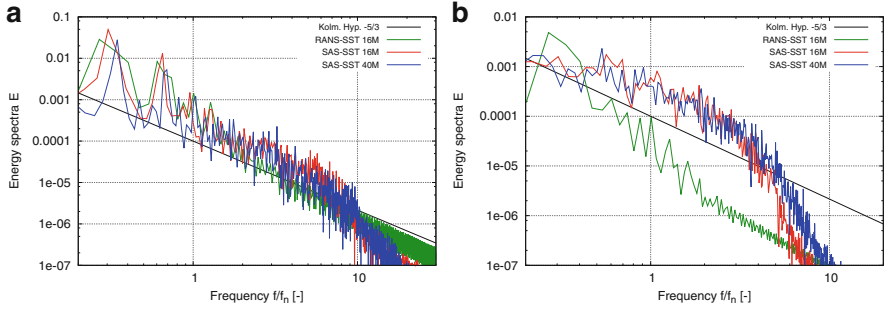 a
0.1
0.01
0.001
0.0001
1e-05
1e-06
1e-07
Energy spectra E
1
10
Frequency f/fn [-]
Kolm. Hyp. -5/3
RANS-SST 16M
SAS-SST 16M
SAS-SST 40M
b
0.01
0.001
0.0001
1e-05
1e-06
1e-07
Energy spectra E
1
10
Frequency f/fn [-]
Kolm. Hyp. -5/3
RANS-SST 16M
SAS-SST 16M
SAS-SST 40M